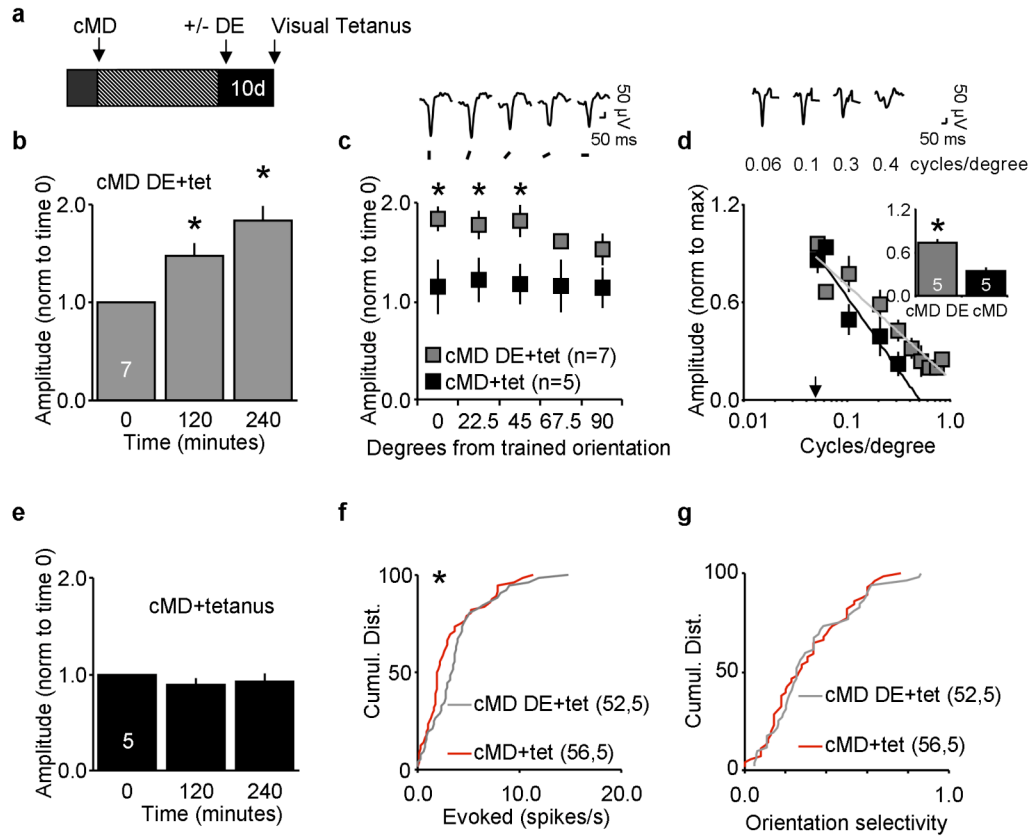 a
cMD +/- DE Visual Tetanus
10d
b
cMD DE+tet
Amplitude (norm to time 0)
2.0
1.0
0.0
*
*
7
0 120 240
Time (minutes)
c
50 µV
50 ms
Amplitude (norm to time 0)
2.0
1.0
0.0
* * *
cMD DE+tet (n=7)
cMD+tet (n=5)
0 22.5 45 67.5 90
Degrees from trained orientation
d
50 µV
50 ms
0.06 0.1 0.3 0.4 cycles/degree
Amplitude (norm to max)
1.2
0.6
0.0
1.2
0.6
0.0
*
5 5
cMD DE cMD
0.01 0.1 1.0
Cycles/degree
e
Amplitude (norm to time 0)
2.0
1.0
0.0
cMD+tetanus
5
0 120 240
Time (minutes)
f
Cumul. Dist.
100
50
0
*
cMD DE+tet (52,5)
cMD+tet (56,5)
0.0 10.0 20.0
Evoked (spikes/s)
g
Cumul. Dist.
100
50
0
cMD DE+tet (52,5)
cMD+tet (56,5)
0.0 1.0
Orientation selectivity